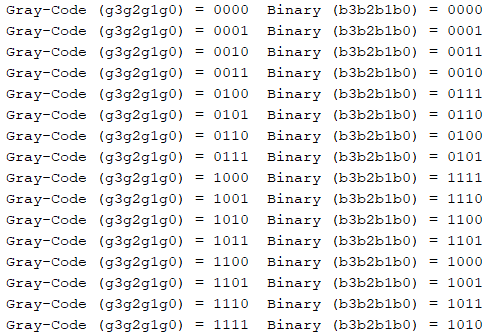 Gray-Code (g3g2g1g0) = 0000  Binary (b3b2b1b0) = 0000
Gray-Code (g3g2g1g0) = 0001  Binary (b3b2b1b0) = 0001
Gray-Code (g3g2g1g0) = 0010  Binary (b3b2b1b0) = 0011
Gray-Code (g3g2g1g0) = 0011  Binary (b3b2b1b0) = 0010
Gray-Code (g3g2g1g0) = 0100  Binary (b3b2b1b0) = 0111
Gray-Code (g3g2g1g0) = 0101  Binary (b3b2b1b0) = 0110
Gray-Code (g3g2g1g0) = 0110  Binary (b3b2b1b0) = 0100
Gray-Code (g3g2g1g0) = 0111  Binary (b3b2b1b0) = 0101
Gray-Code (g3g2g1g0) = 1000  Binary (b3b2b1b0) = 1111
Gray-Code (g3g2g1g0) = 1001  Binary (b3b2b1b0) = 1110
Gray-Code (g3g2g1g0) = 1010  Binary (b3b2b1b0) = 1100
Gray-Code (g3g2g1g0) = 1011  Binary (b3b2b1b0) = 1101
Gray-Code (g3g2g1g0) = 1100  Binary (b3b2b1b0) = 1000
Gray-Code (g3g2g1g0) = 1101  Binary (b3b2b1b0) = 1001
Gray-Code (g3g2g1g0) = 1110  Binary (b3b2b1b0) = 1011
Gray-Code (g3g2g1g0) = 1111  Binary (b3b2b1b0) = 1010